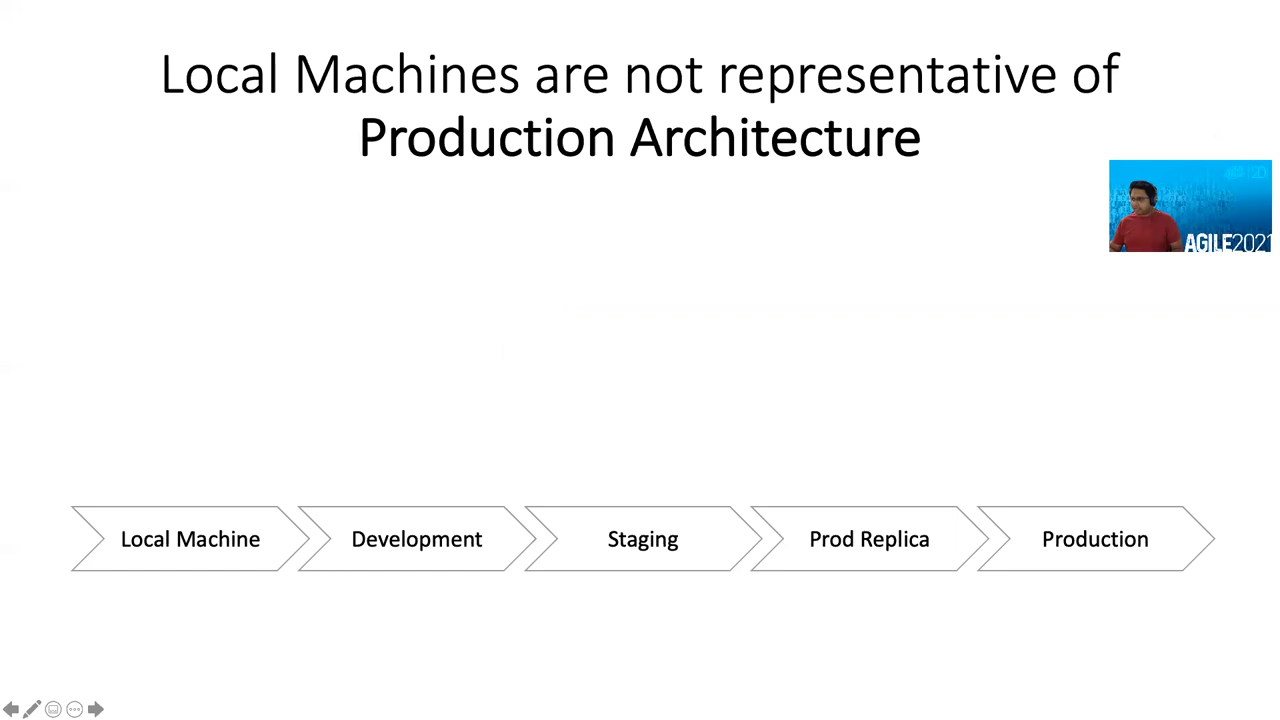 Local Machines are not representative of
Production Architecture
AGILE2021
Local Machine
Development
Staging
Prod Replica
Production